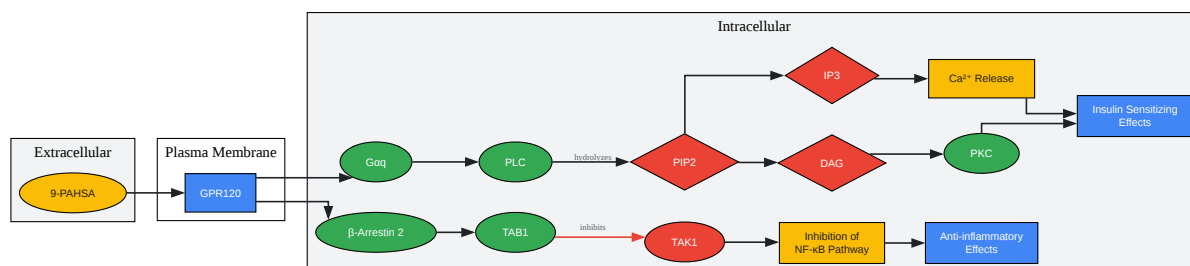 Intracellular
IP3
Ca²⁺ Release
Insulin Sensitizing
Effects
Extracellular
Plasma Membrane
Gαq
PLC
hydrolyzes
PIP2
DAG
PKC
9-PAHSA
GPR120
β-Arrestin 2
TAB1
inhibits
TAK1
Inhibition of
NF-κB Pathway
Anti-inflammatory
Effects